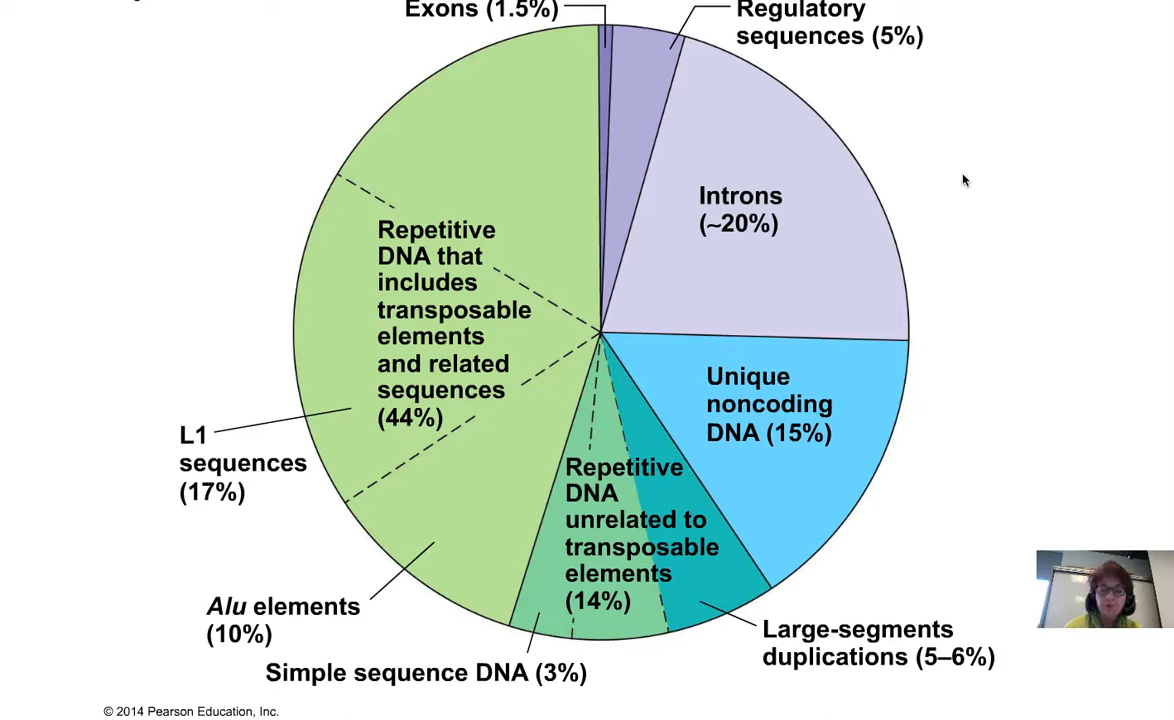 Exons (1.5%)
Regulatory
sequences (5%)
Introns
(~20%)
Repetitive
DNA that
includes
transposable
elements
and related
sequences
(44%)
Unique
noncoding
DNA (15%)
L1
sequences
(17%)
Repetitive
DNA
unrelated to
transposable
elements
(14%)
Alu elements
(10%)
Simple sequence DNA (3%)
Large-segments
duplications (5–6%)
© 2014 Pearson Education, Inc.